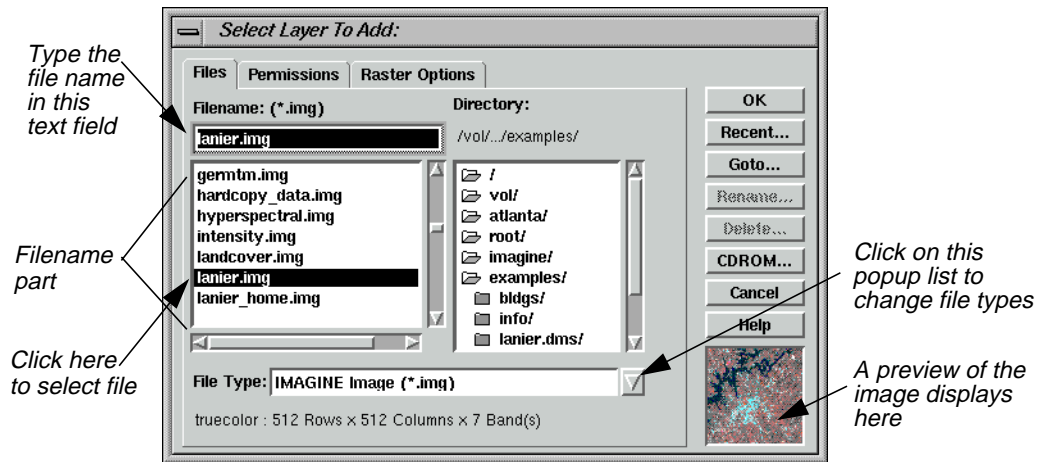 Select Layer To Add:
Type the
file name
in this
text field
Files Permissions Raster Options
Filename: (*.img)
lanier.img
germtm.img
hardcopy_data.img
hyperspectral.img
intensity.img
landcover.img
lanier.img
lanier_home.img
Filename
part
Click here
to select file
Directory:
/vol/.../examples/
/
vol/
atlanta/
root/
imagine/
examples/
bldgs/
info/
lanier.dms/
File Type: IMAGINE Image (*.img)
truecolor : 512 Rows x 512 Columns x 7 Band(s)
OK
Recent...
Goto...
Rename...
Delete...
CDROM...
Cancel
Help
Click on this
popup list to
change file types
A preview of the
image displays
here